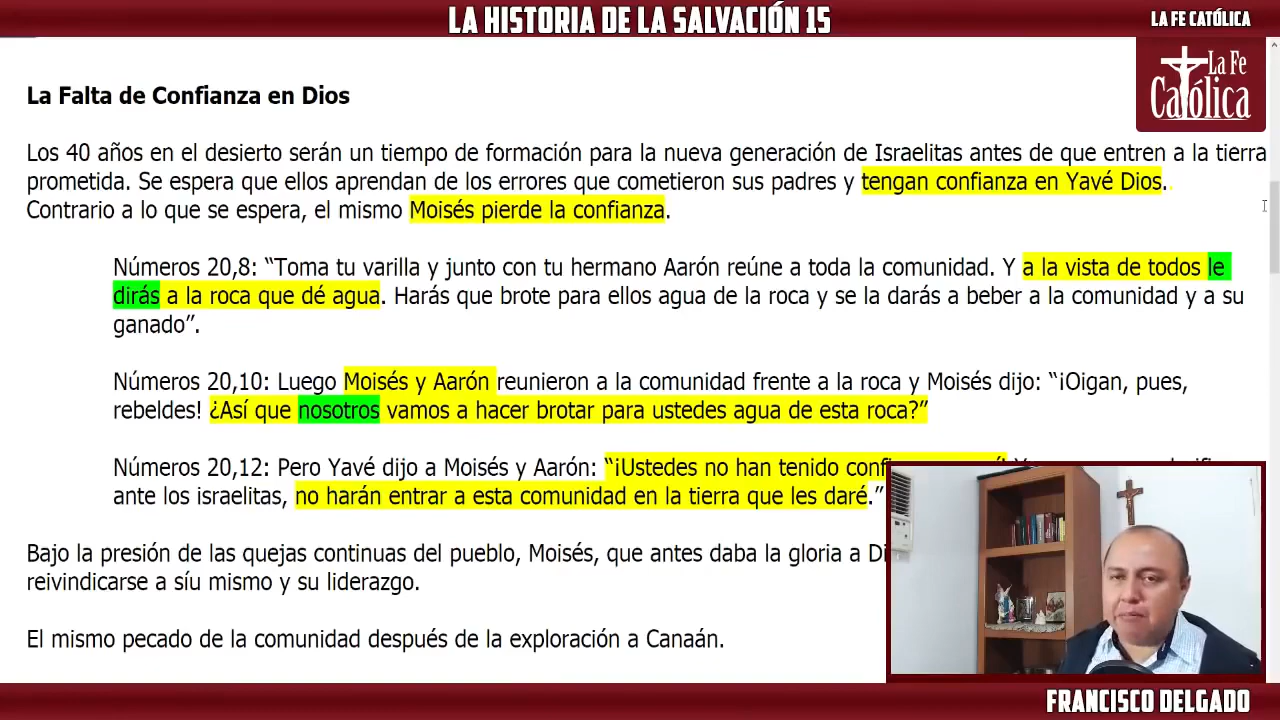 LA HISTORIA DE LA SALVACIÓN 15
LA FE CATÓLICA
La Fe
Católica
La Falta de Confianza en Dios
Los 40 años en el desierto serán un tiempo de formación para la nueva generación de Israelitas antes de que entren a la tierra
prometida. Se espera que ellos aprendan de los errores que cometieron sus padres y tengan confianza en Yavé Dios.
Contrario a lo que se espera, el mismo Moisés pierde la confianza.
Números 20,8: “Toma tu varilla y junto con tu hermano Aarón reúne a toda la comunidad. Y a la vista de todos le
dirás a la roca que dé agua. Harás que brote para ellos agua de la roca y se la darás a beber a la comunidad y a su
ganado”.
Números 20,10: Luego Moisés y Aarón reunieron a la comunidad frente a la roca y Moisés dijo: “¡Oigan, pues,
rebeldes! ¿Así que nosotros vamos a hacer brotar para ustedes agua de esta roca?”
Números 20,12: Pero Yavé dijo a Moisés y Aarón: “¡Ustedes no han tenido
ante los israelitas, no harán entrar a esta comunidad en la tierra que les daré.”
Bajo la presión de las quejas continuas del pueblo, Moisés, que antes daba la gloria a
reivindicarse a síu mismo y su liderazgo.
El mismo pecado de la comunidad después de la exploración a Canaán.
FRANCISCO DELGADO